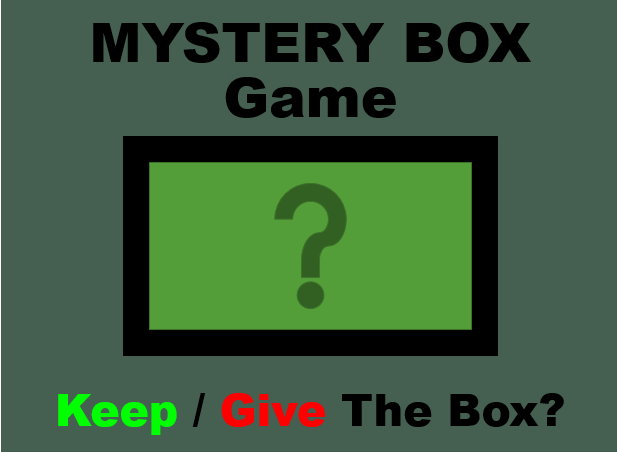 MYSTERY BOX
Game
?
Keep / Give The Box?